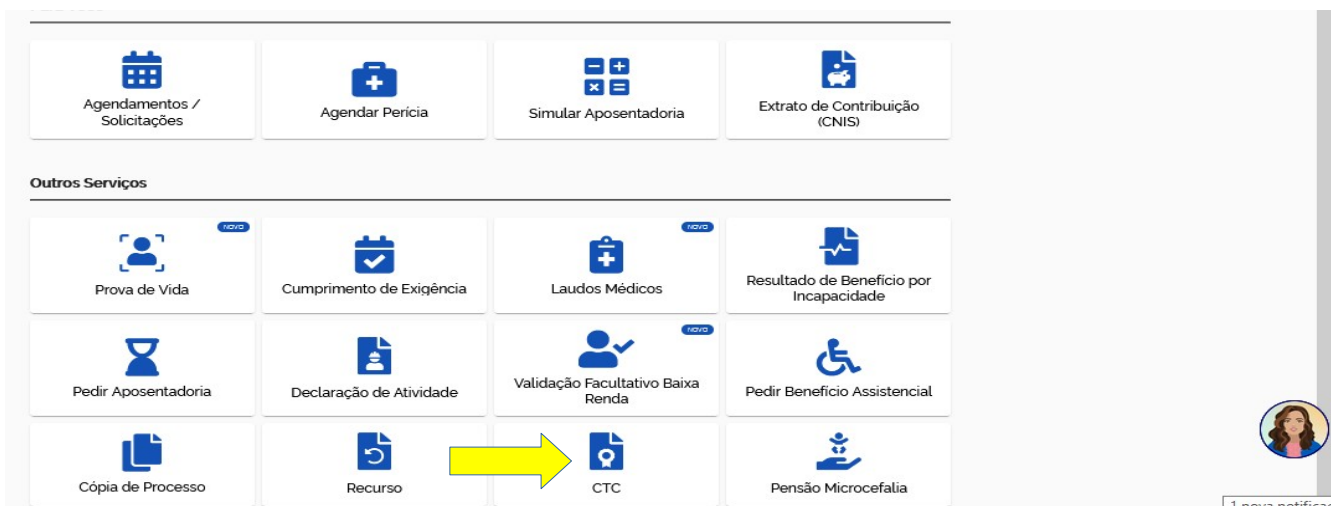 Agendamentos /
Solicitações
Agendar Perícia
Simular Aposentadoria
Extrato de Contribuição
(CNIS)
Outros Serviços
NOVO
Prova de Vida
Cumprimento de Exigência
NOVO
Laudos Médicos
Resultado de Benefício por
Incapacidade
Pedir Aposentadoria
Declaração de Atividade
NOVO
Validação Facultativo Baixa
Renda
Pedir Benefício Assistencial
Cópia de Processo
Recurso
CTC
Pensão Microcefalia
1 nova